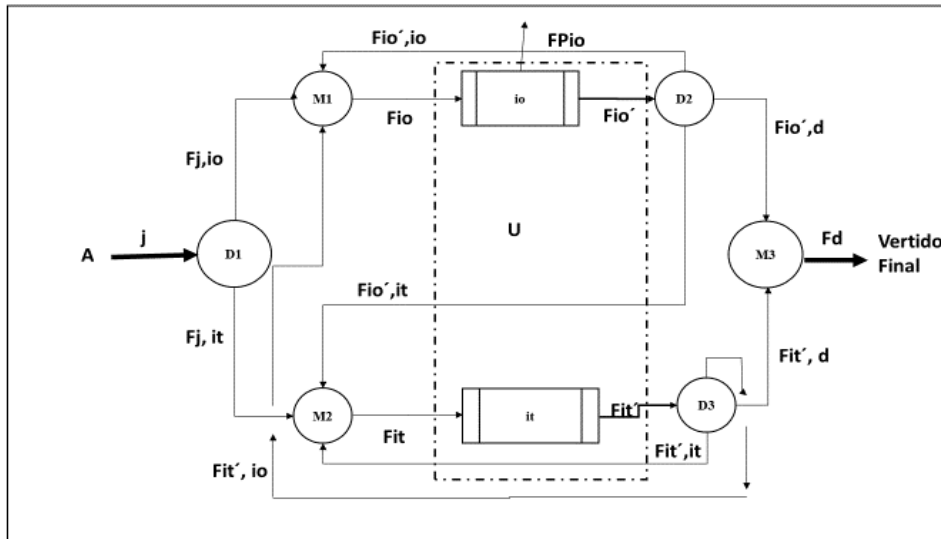 Fio´,io
FPio
M1
io
D2
Fio
Fio´
Fio´,d
Fj,io
j
A
D1
U
M3
Fd
Vertido
Final
Fio´,it
Fj, it
Fit´, d
M2
it
D3
Fit
Fit´
Fit´,it
Fit´, io